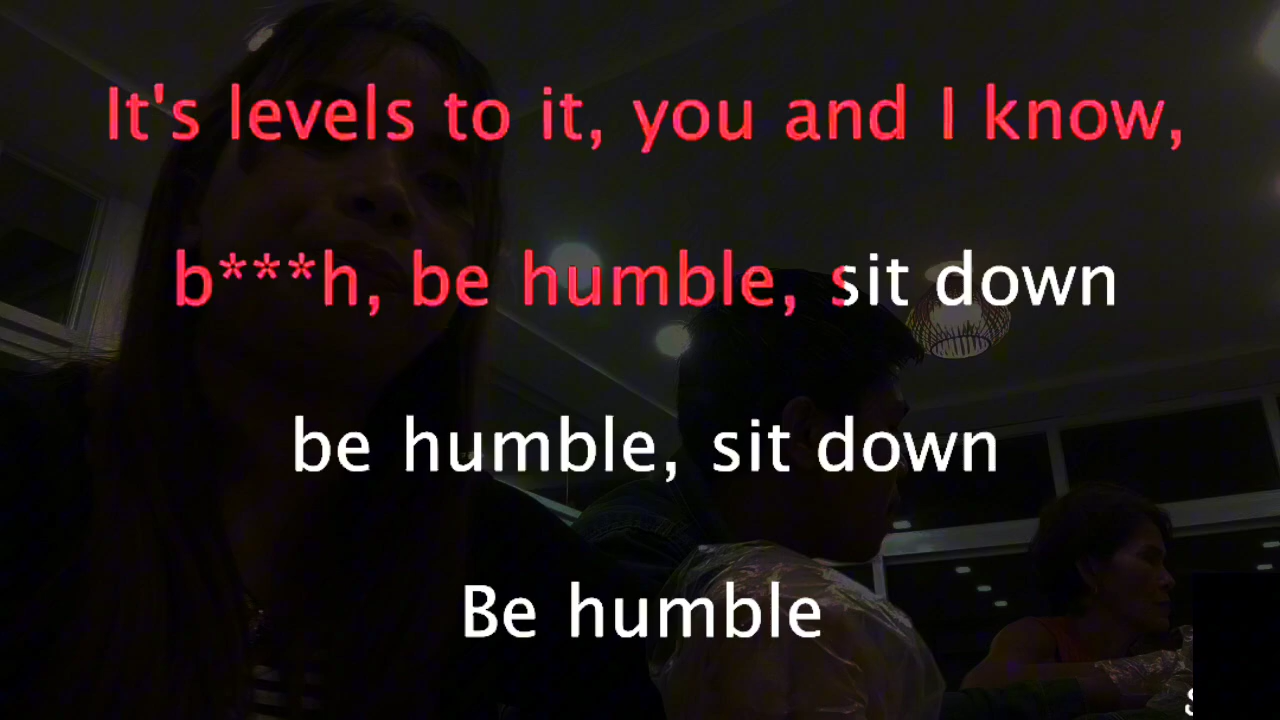 It's levels to it, you and I know,
b***h, be humble, sit down
be humble, sit down
Be humble